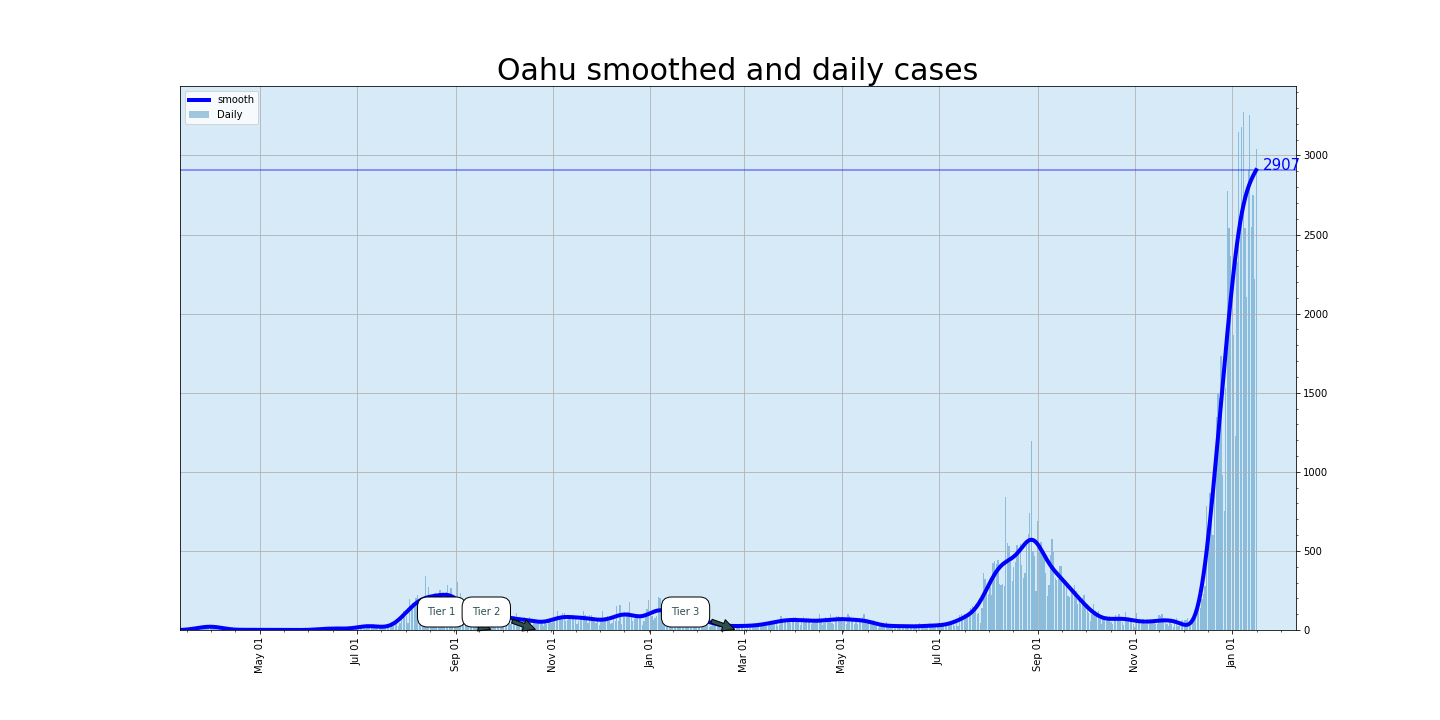 Oahu smoothed and daily cases
smooth
Daily
2907
3000
2500
2000
1500
1000
500
0
Tier 1
Tier 2
Tier 3
May 01
Jul 01
Sep 01
Nov 01
Jan 01
Mar 01
May 01
Jul 01
Sep 01
Nov 01
Jan 01